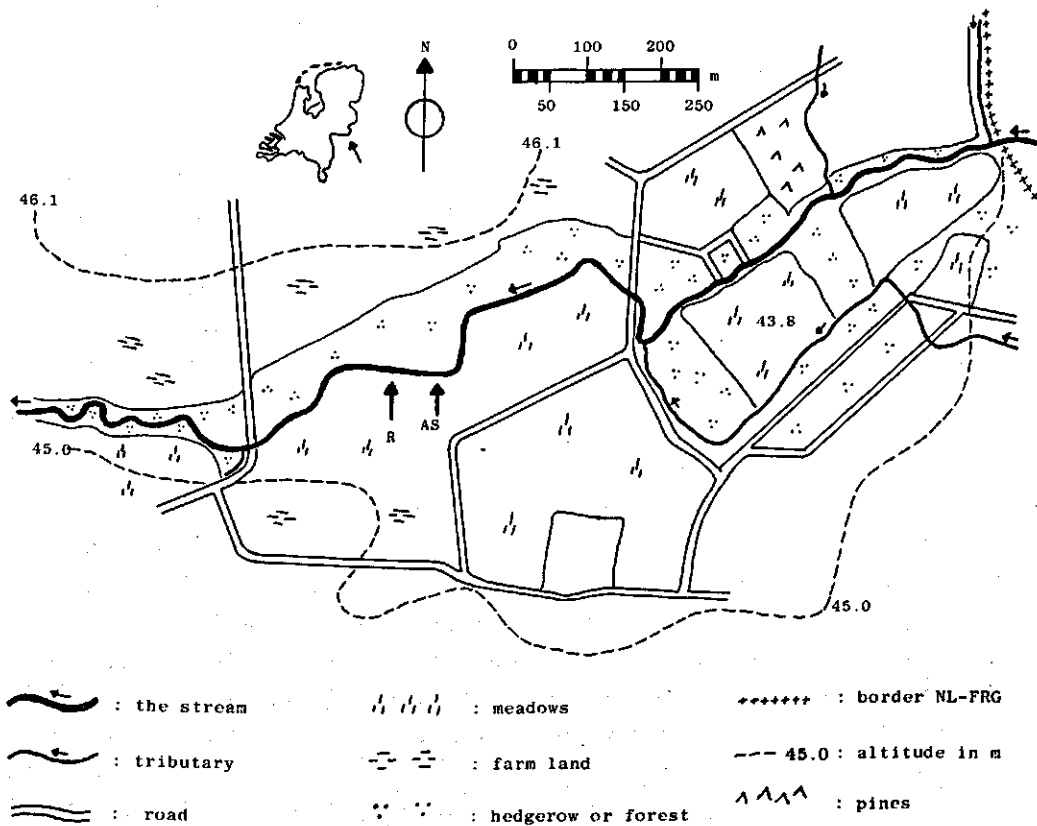 N
0 100 200
m
50 150 250
46.1
46.1
43.8
R
AS
45.0
45.0
: the stream
: meadows
: border NL-FRG
: tributary
: farm land
45.0 : altitude in m
: road
: hedgerow or forest
: pines